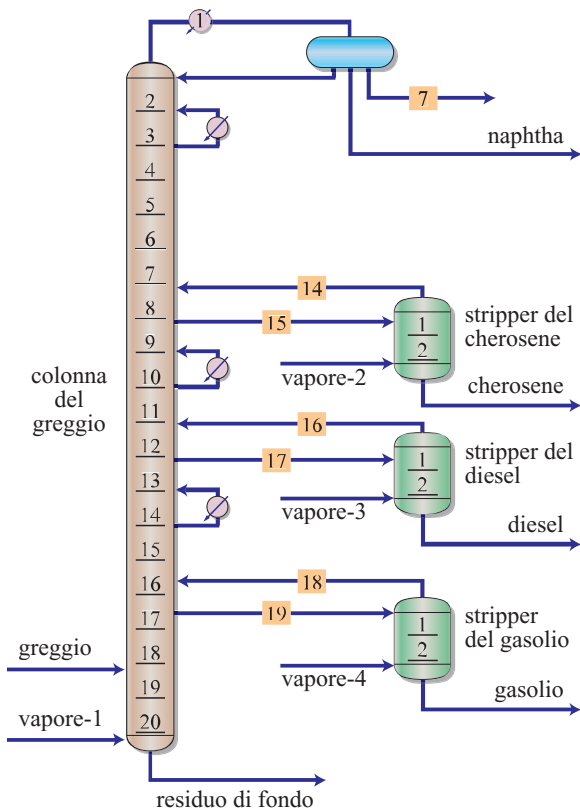 1
7
naphtha
2
3
4
5
6
7
8
9
10
11
12
13
14
15
16
17
18
19
20
colonna
del
greggio
14
15
vapore-2
1
2
stripper del
cherosene
cherosene
16
17
vapore-3
1
2
stripper del
diesel
diesel
18
19
vapore-4
1
2
stripper
del gasolio
gasolio
greggio
vapore-1
residuo di fondo